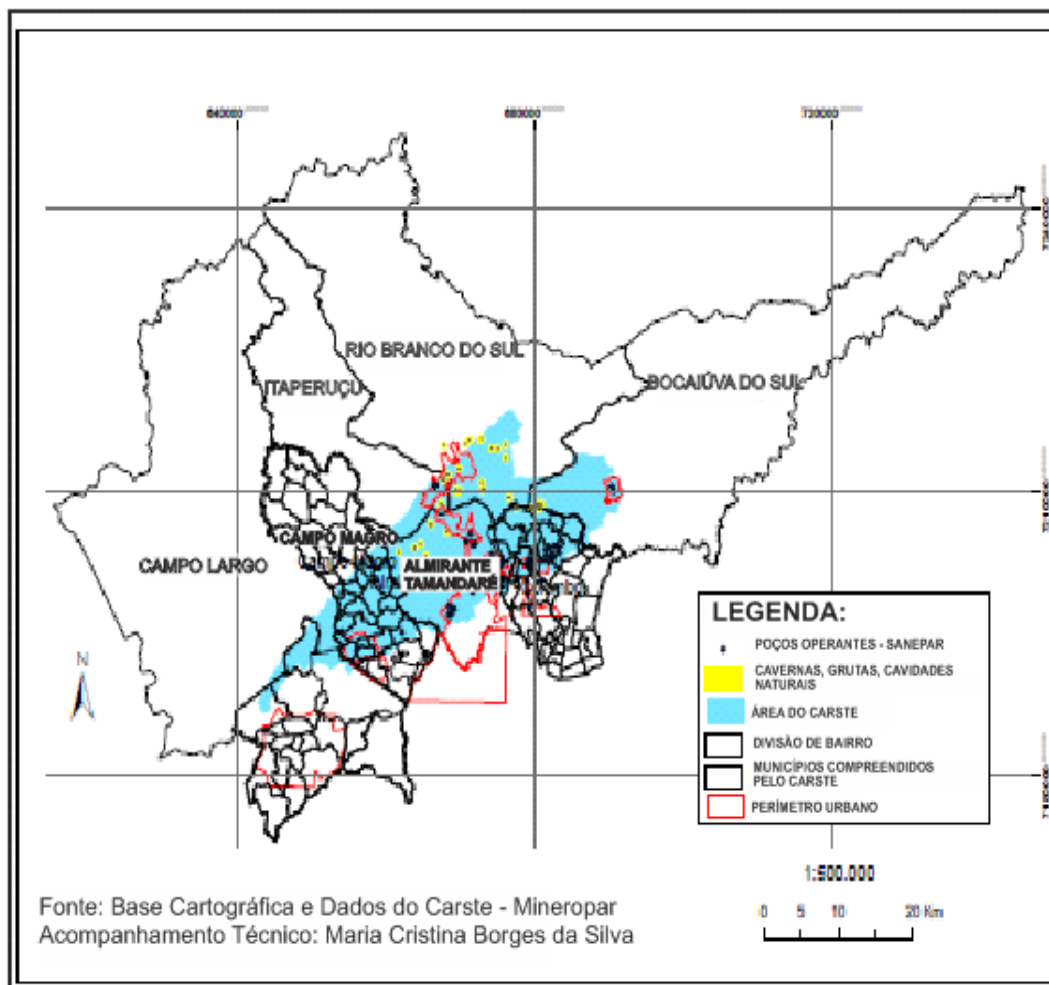 RIO BRANCO DO SUL
BOCAIÚVA DO SUL
ITAPERUÇÚ
CAMPO MAGRO
CAMPO LARGO
ALMIRANTE
TAMANDARÉ
N
LEGENDA:
POÇOS OPERANTES - SANEPAR
CAVERNAS, GRUTAS, CAVIDADES
NATURAIS
ÁREA DO CARSTE
DIVISÃO DE BAIRRO
MUNICÍPIOS COMPREENDIDOS
PELO CARSTE
PERÍMETRO URBANO
1:500.000
0 5 10 20 Km
Fonte: Base Cartográfica e Dados do Carste - Mineropar
Acompanhamento Técnico: Maria Cristina Borges da Silva